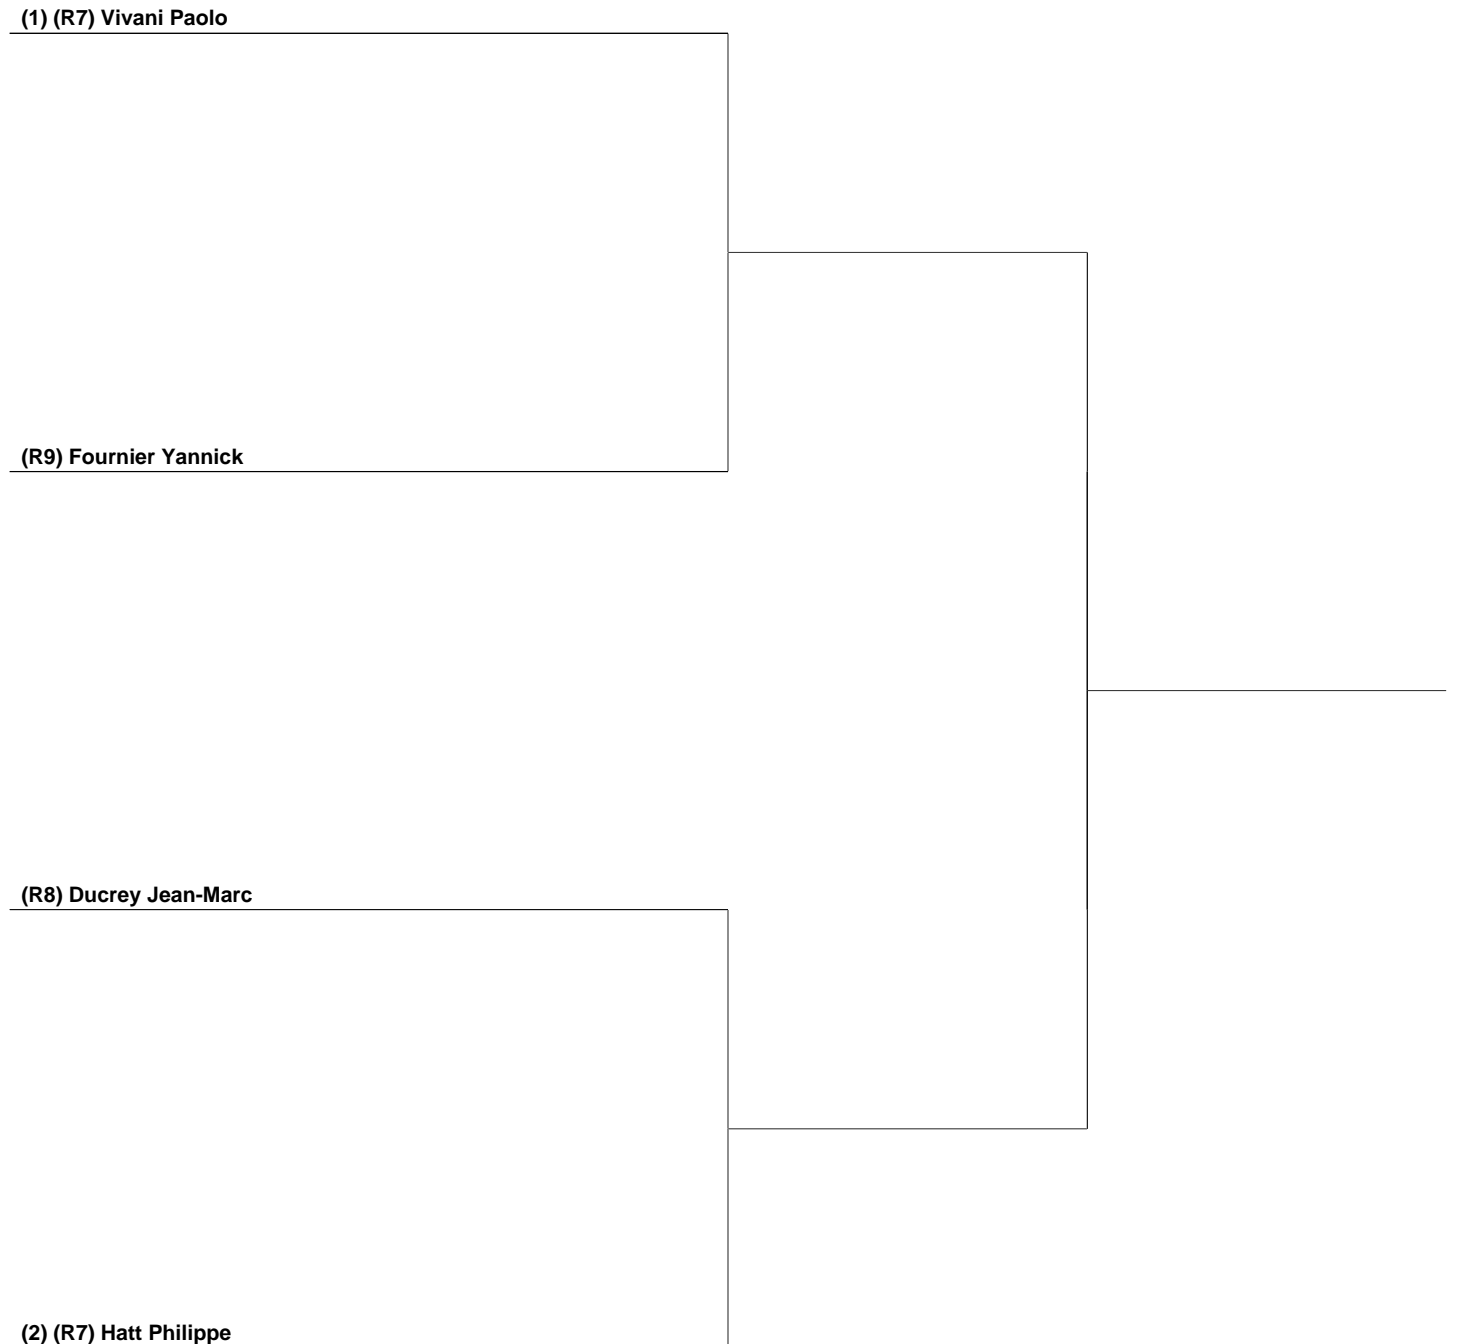 (1) (R7) Vivani Paolo
(R9) Fournier Yannick
(R8) Ducrey Jean-Marc
(2) (R7) Hatt Philippe